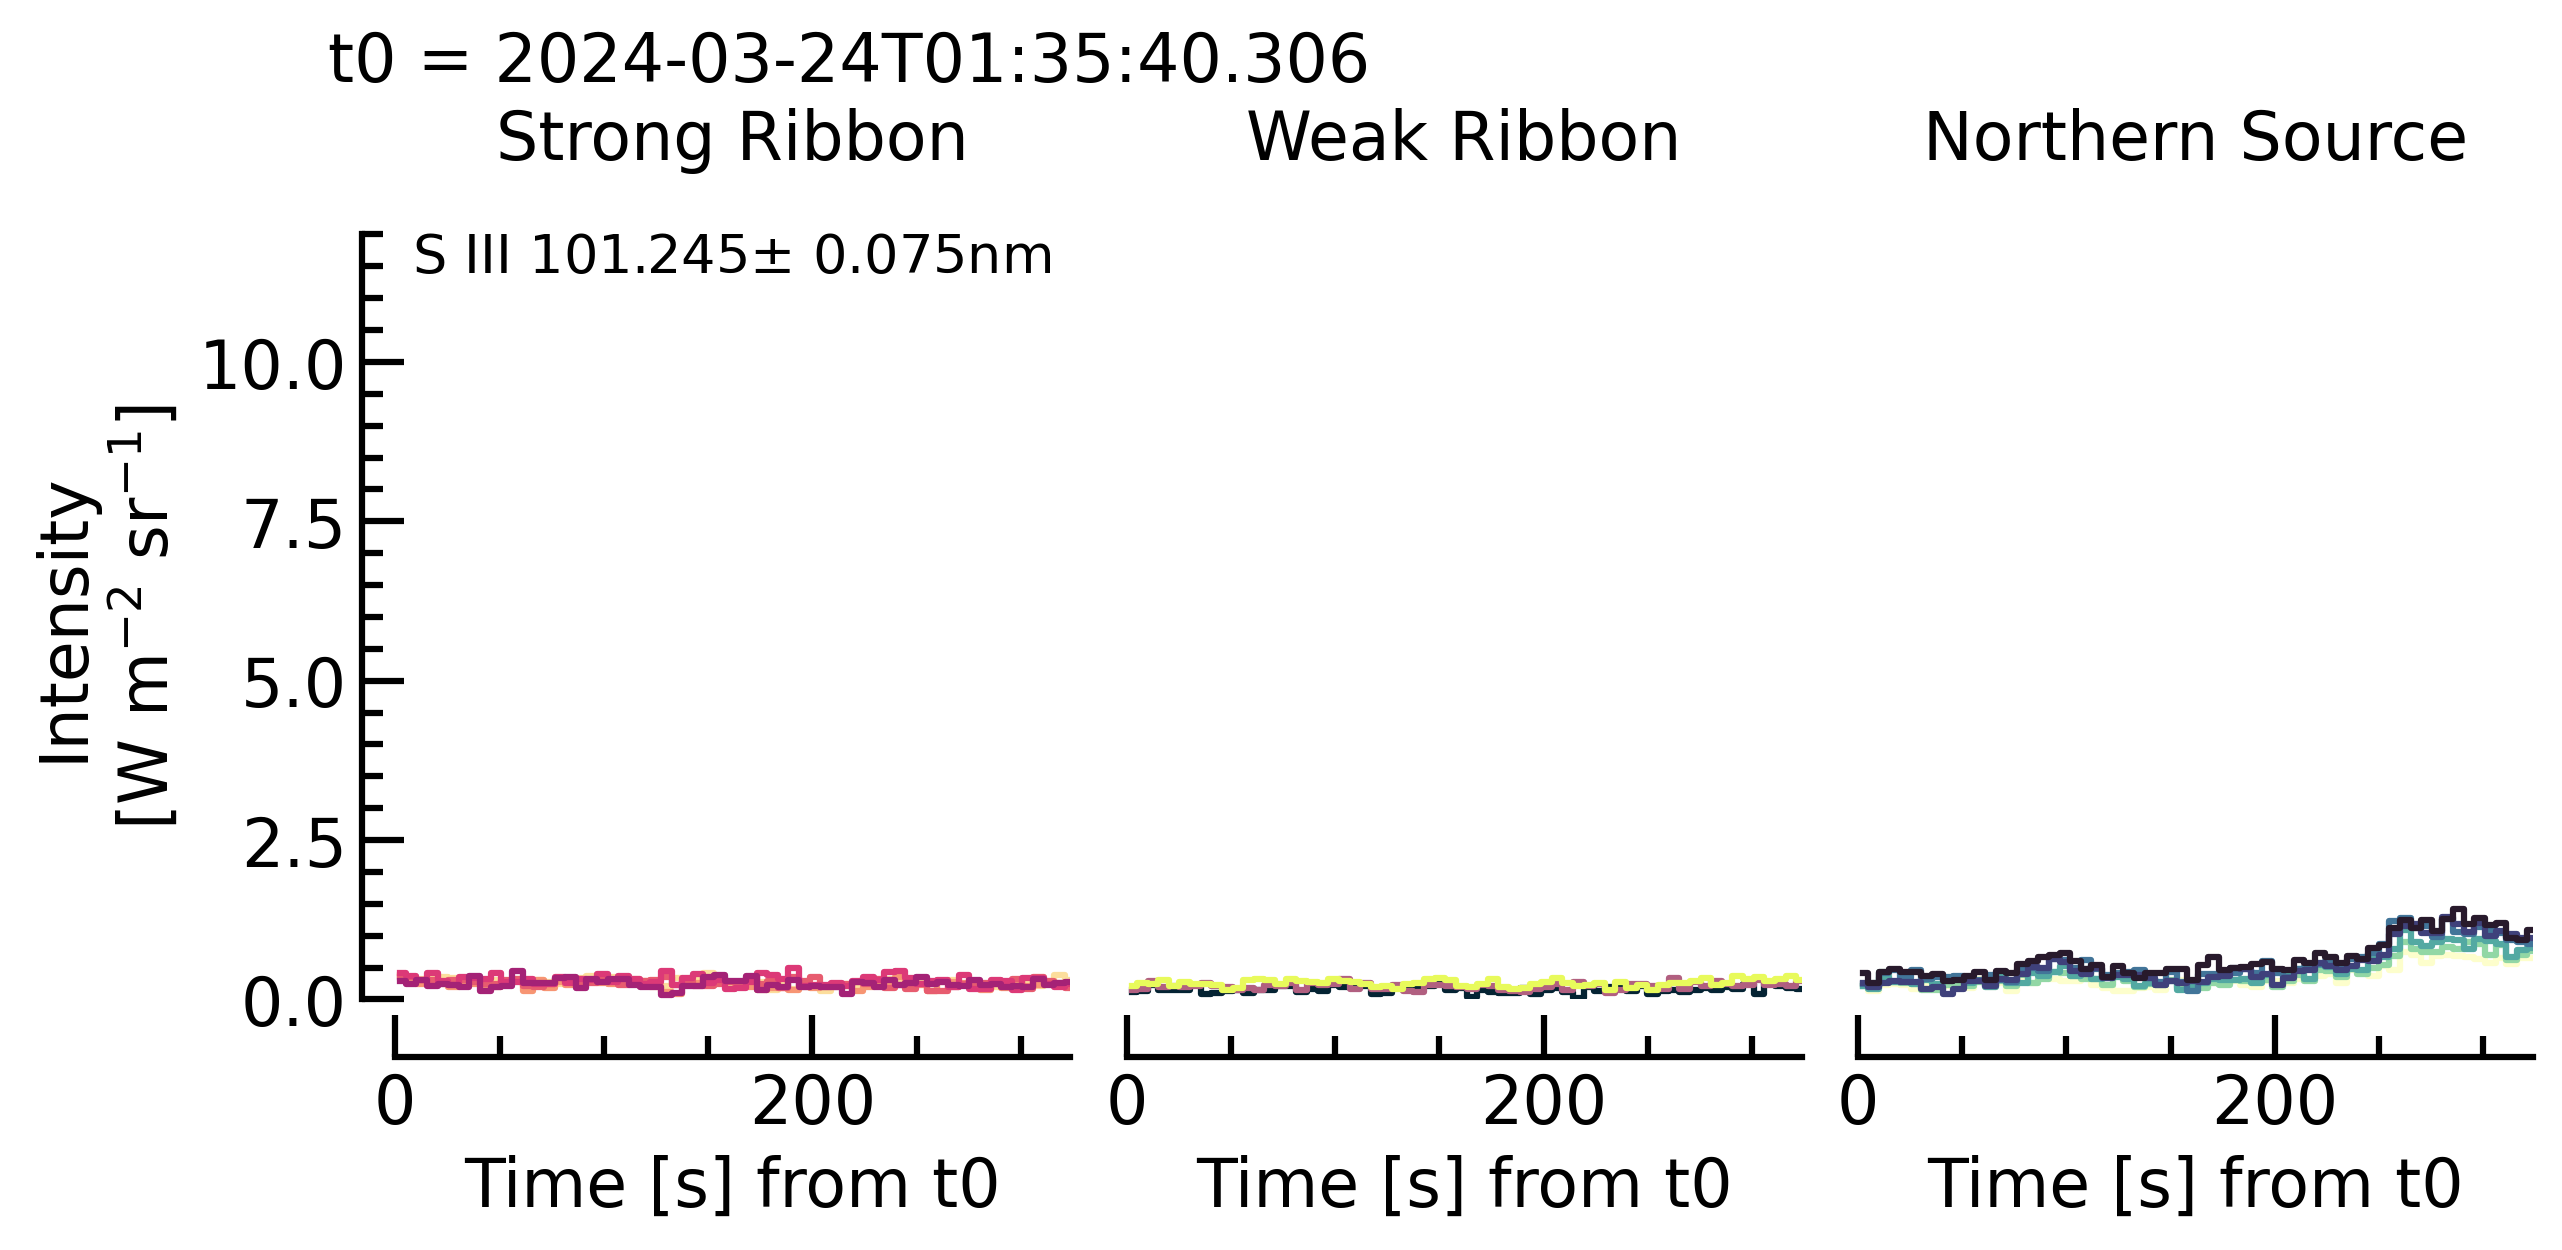 t0 = 2024-03-24T01:35:40.306
Strong Ribbon
Weak Ribbon
Northern Source
S III 101.245± 0.075nm
Intensity
[W m⁻² sr⁻¹]
10.0
7.5
5.0
2.5
0.0
0 200
0 200
0 200
Time [s] from t0
Time [s] from t0
Time [s] from t0